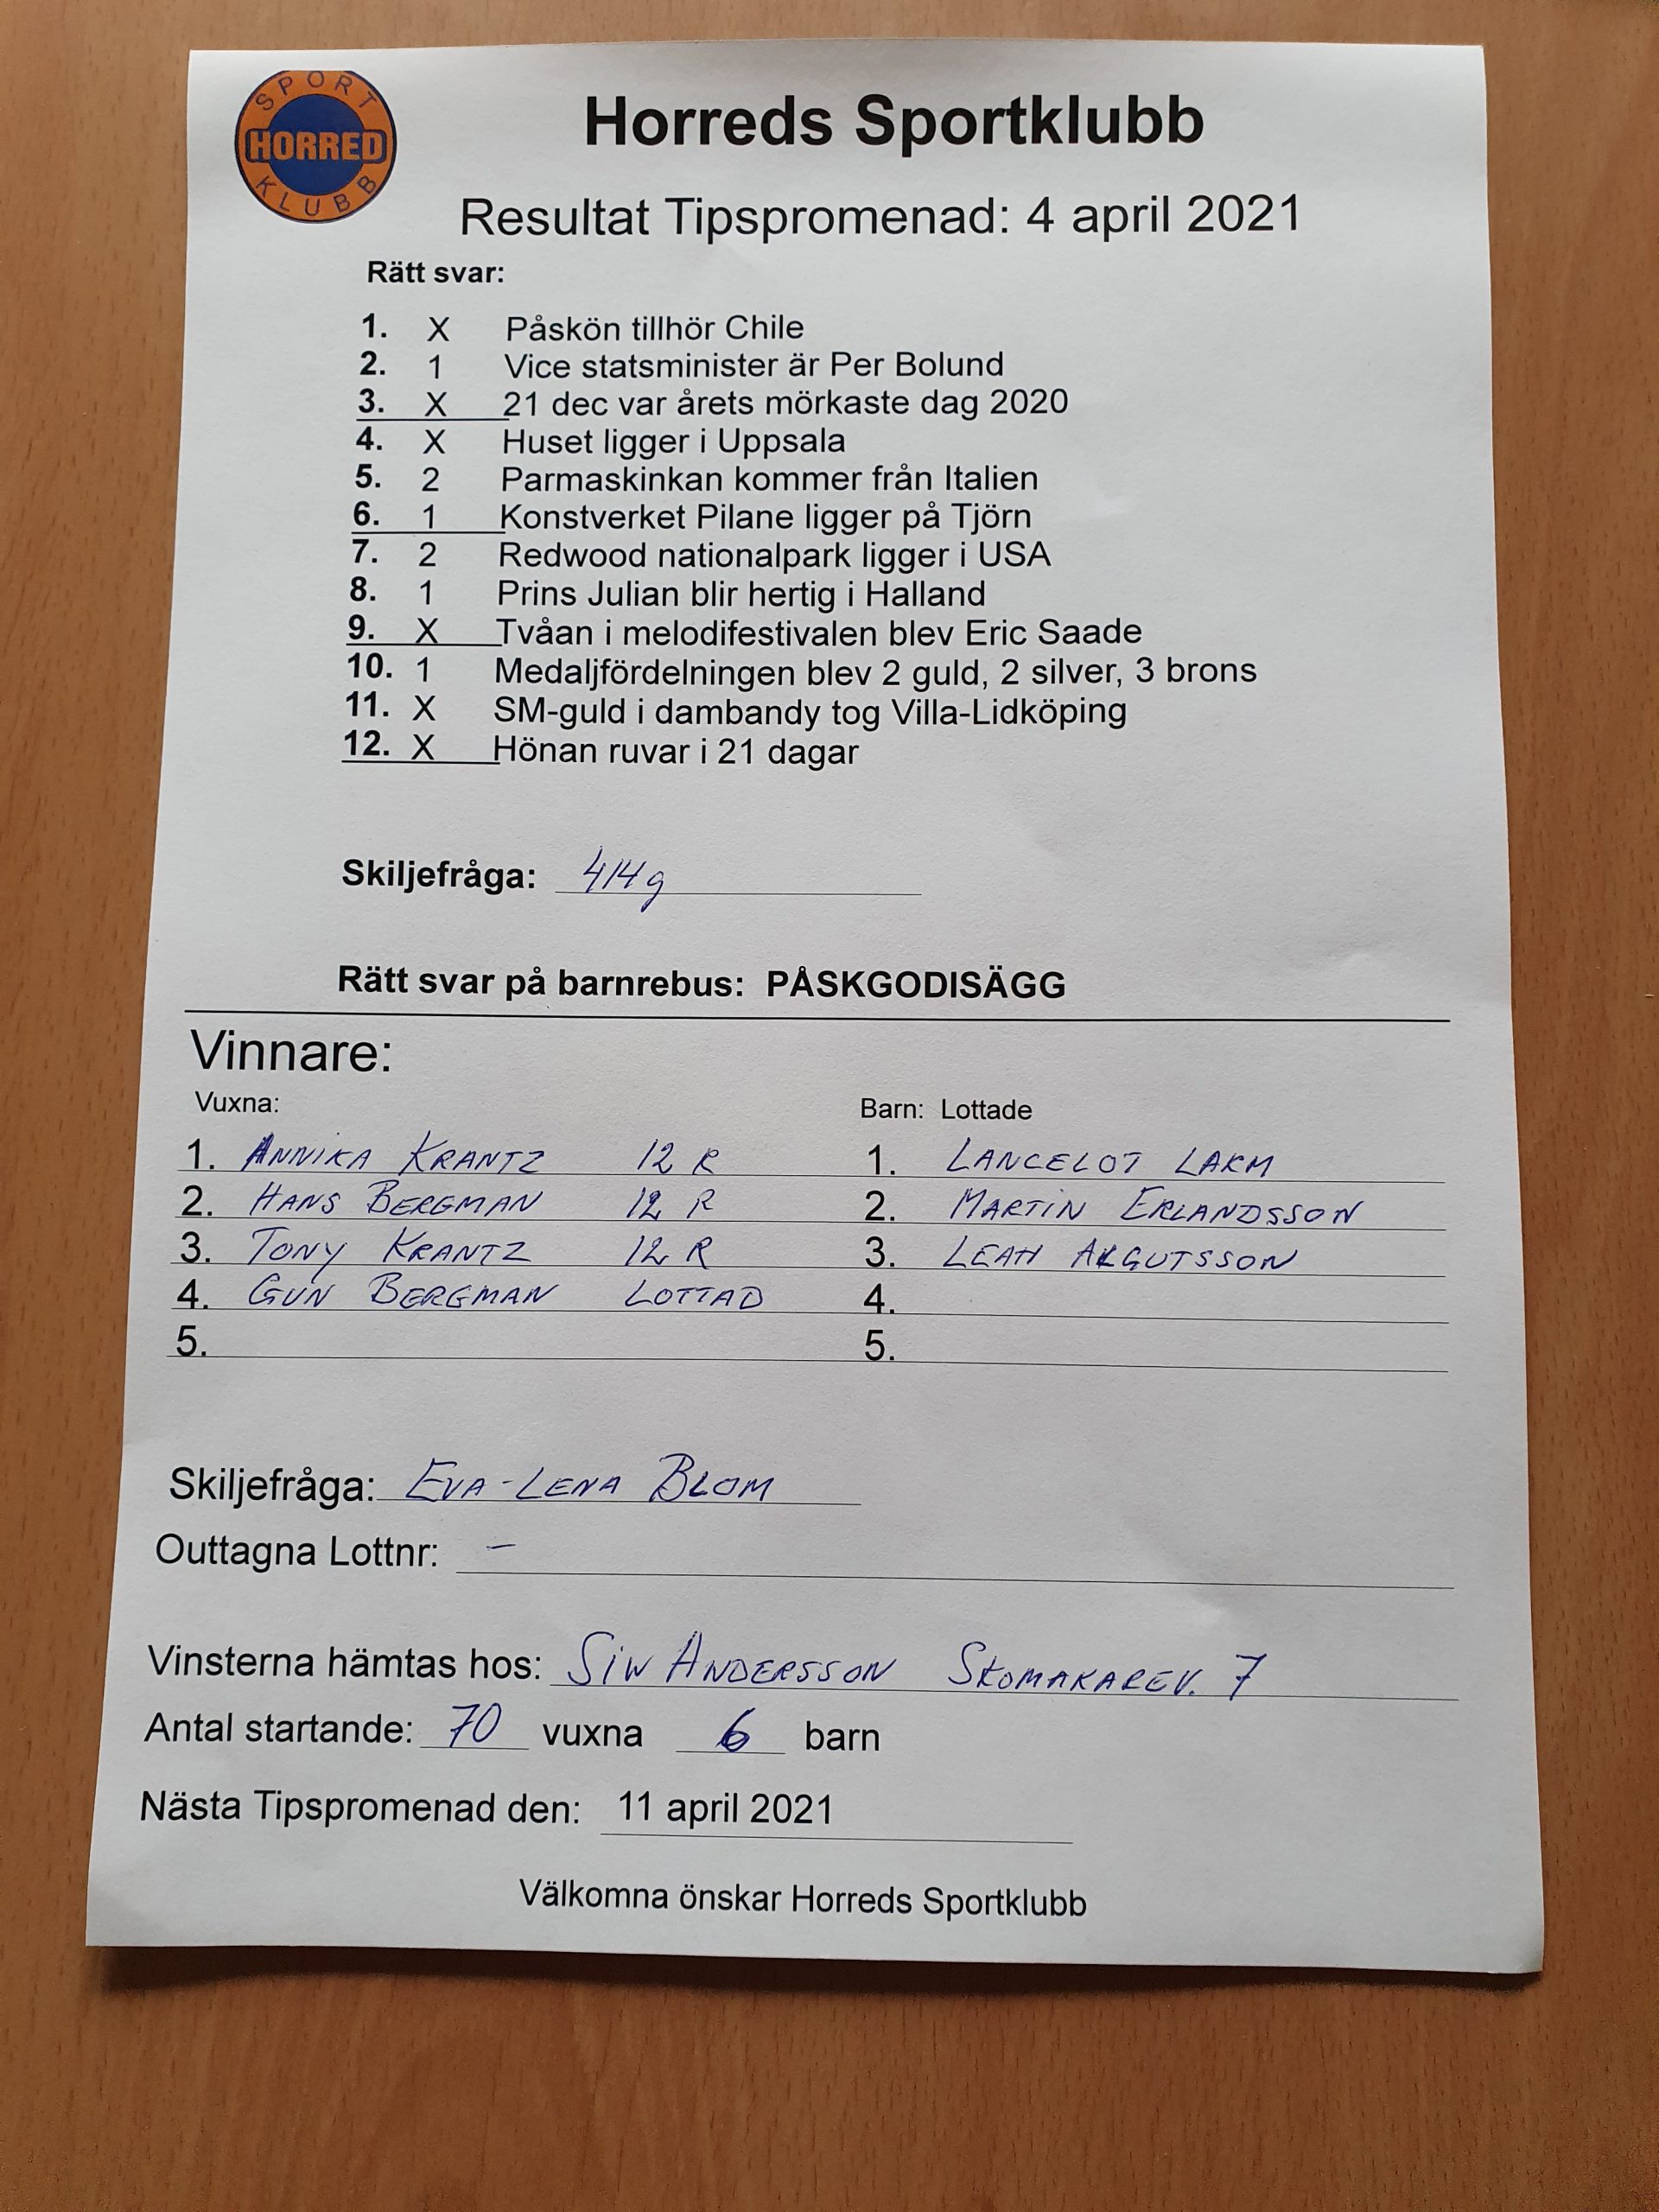 SPORT
HORRED
KLUBB
Horreds Sportklubb
Resultat Tipspromenad: 4 april 2021
Rätt svar:
1. X Påskön tillhör Chile
2. 1 Vice statsminister är Per Bolund
3. X 21 dec var årets mörkaste dag 2020
4. X Huset ligger i Uppsala
5. 2 Parmaskinkan kommer från Italien
6. 1 Konstverket Pilane ligger på Tjörn
7. 2 Redwood nationalpark ligger i USA
8. 1 Prins Julian blir hertig i Halland
9. X Tvåan i melodifestivalen blev Eric Saade
10. 1 Medaljfördelningen blev 2 guld, 2 silver, 3 brons
11. X SM-guld i dambandy tog Villa-Lidköping
12. X Hönan ruvar i 21 dagar
Skiljefråga: 414g
Rätt svar på barnrebus: PÅSKGODISÄGG
Vinnare:
Vuxna: Barn: Lottade
1. ANNIKA KRANTZ 12 R 1. LANCELOT LARM
2. HANS BERGMAN 12 R 2. MARTIN ERLANDSSON
3. TONY KRANTZ 12 R 3. LEAH ALGUTSSON
4. GUN BERGMAN LOTTAD 4.
5. 5.
Skiljefråga: EVA-LENA BLOM
Outtagna Lottnr: –
Vinsterna hämtas hos: SIW ANDERSSON SKOMAKAREV. 7
Antal startande: 70 vuxna 6 barn
Nästa Tipspromenad den: 11 april 2021
Välkomna önskar Horreds Sportklubb